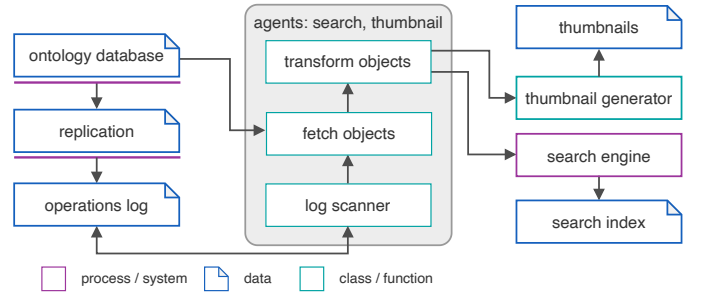 agents: search, thumbnail
thumbnails
ontology database
transform objects
thumbnail generator
replication
fetch objects
search engine
operations log
log scanner
search index
process / system
data
class / function